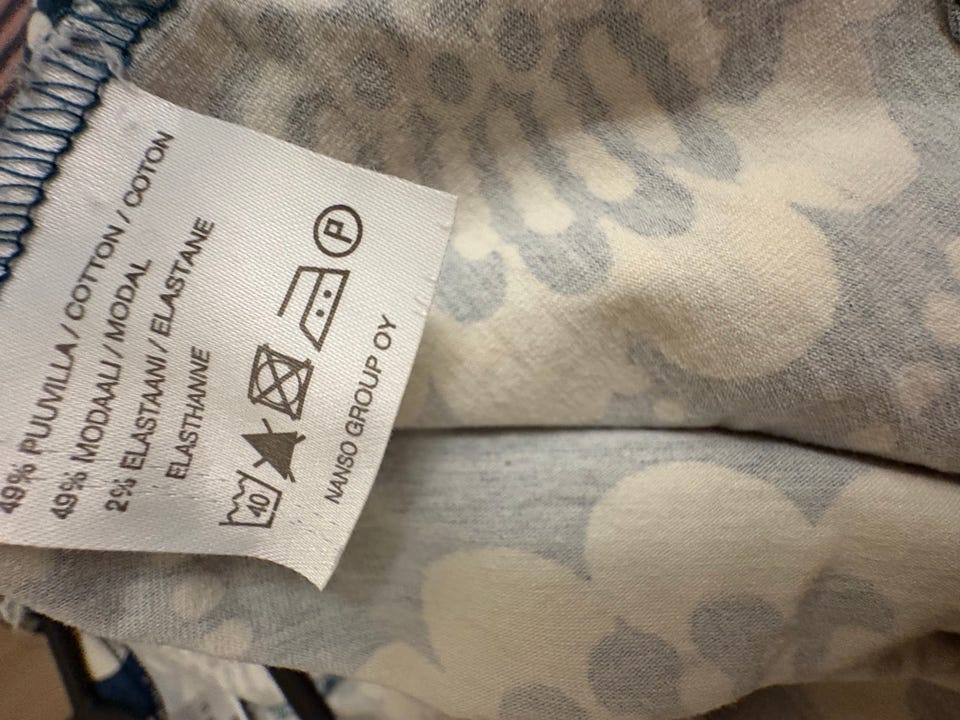 49% PUUVILLA / COTTON / COTON
49% MODAALI / MODAL
2% ELASTAANI / ELASTANE
ELASTHANNE
40
P
NANSO GROUP OY